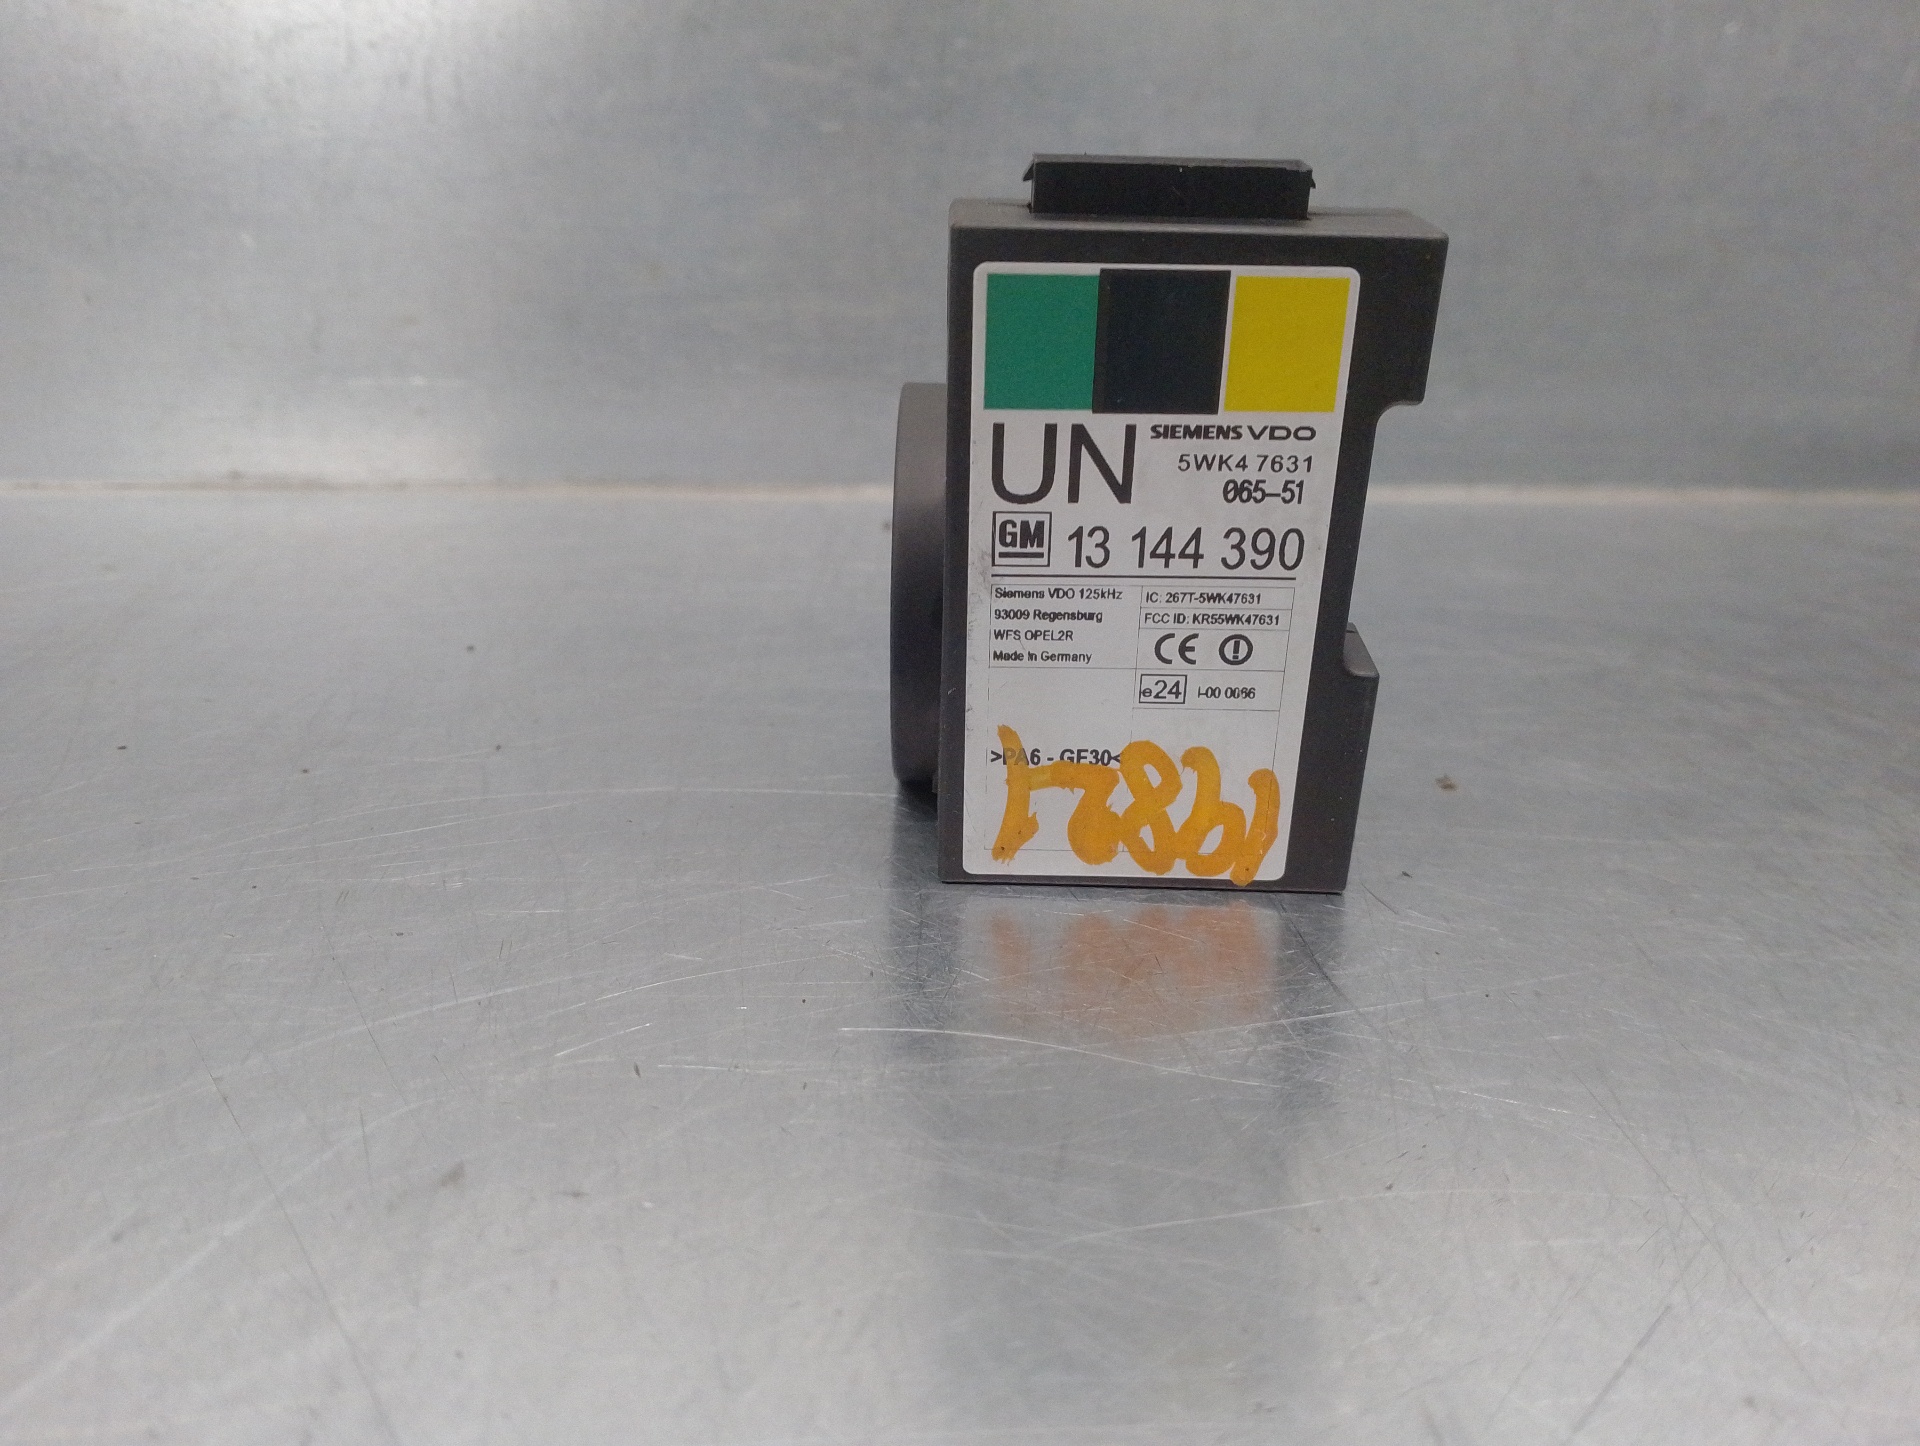 UN
SIEMENS VDO
5WK4 7631
065-51
GM 13 144 390
Siemens VDO 125kHz
93009 Regensburg
WFS OPEL2R
Made in Germany
IC: 267T-5WK47631
FCC ID: KR55WK47631
CE
e24 I-00 0066
>PA6 - GF30<